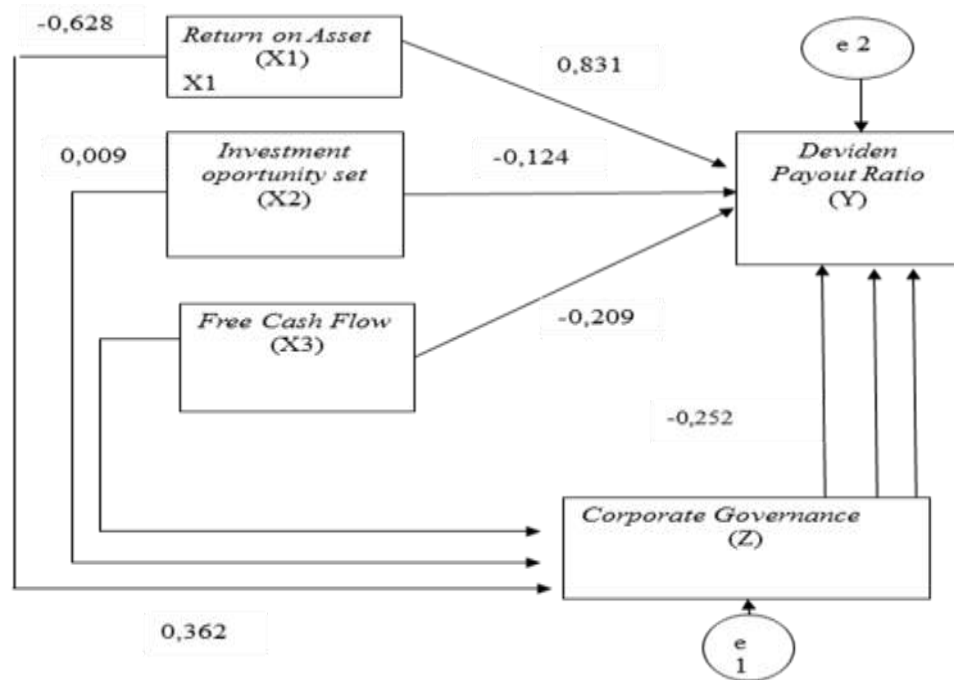 -0,628
Return on Asset
(X1)
X1
0,831
e 2
0,009
Investment
oportunity set
(X2)
-0,124
Deviden
Payout Ratio
(Y)
Free Cash Flow
(X3)
-0,209
-0,252
Corporate Governance
(Z)
0,362
e
1